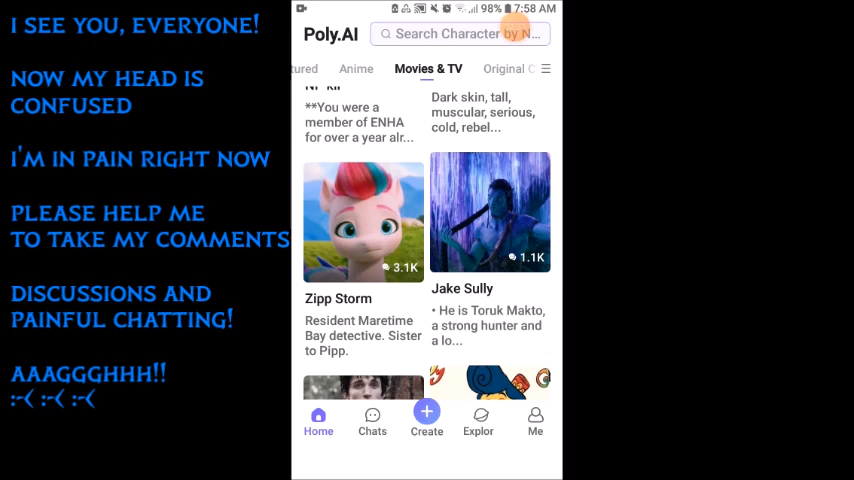 I SEE YOU, EVERYONE!
NOW MY HEAD IS
CONFUSED
I'M IN PAIN RIGHT NOW
PLEASE HELP ME
TO TAKE MY COMMENTS
DISCUSSIONS AND
PAINFUL CHATTING!
AAAGGGHHH!!
:-( :-( :-(
98% 7:58 AM
Poly.AI
Search Character by N...
tured Anime Movies & TV Original C
**You were a
member of ENHA
for over a year alr...
Dark skin, tall,
muscular, serious,
cold, rebel...
3.1K
Zipp Storm
Resident Maretime
Bay detective. Sister
to Pipp.
1.1K
Jake Sully
• He is Toruk Makto,
a strong hunter and
a lo...
Home Chats Create Explor Me